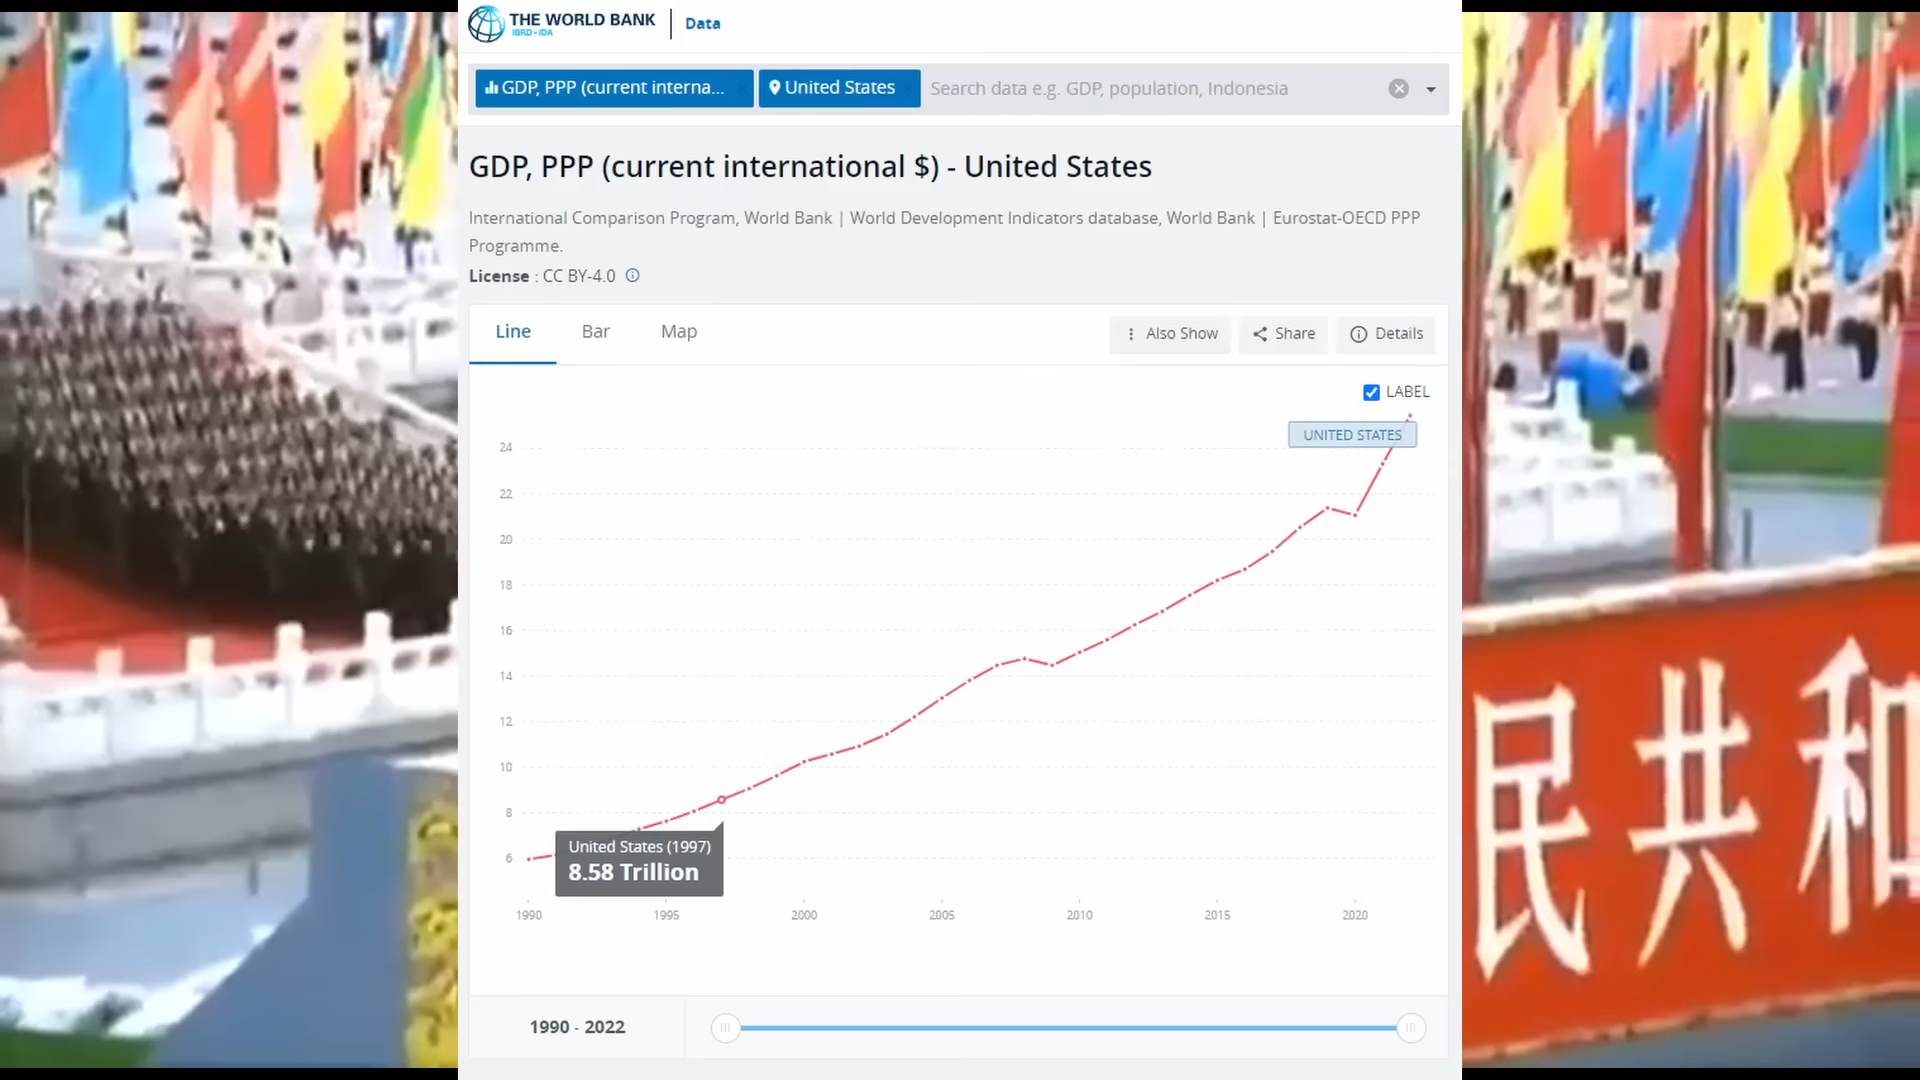 THE WORLD BANK
IBRD • IDA
Data
GDP, PPP (current interna...
United States
Search data e.g. GDP, population, Indonesia
GDP, PPP (current international $) - United States
International Comparison Program, World Bank | World Development Indicators database, World Bank | Eurostat-OECD PPP
Programme.
License : CC BY-4.0
Line
Bar
Map
Also Show
Share
Details
LABEL
UNITED STATES
24
22
20
18
16
14
12
10
8
6
United States (1997)
8.58 Trillion
1990
1995
2000
2005
2010
2015
2020
1990 - 2022
民共和